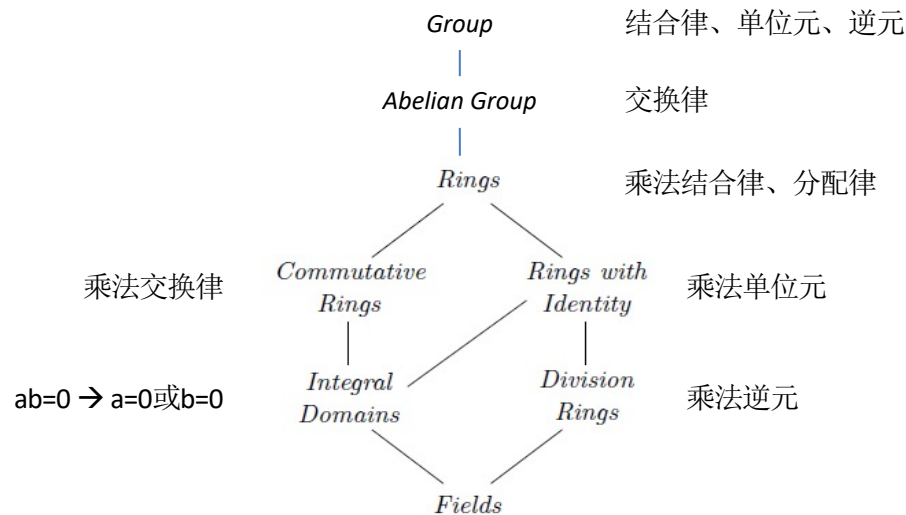 Group 结合律、单位元、逆元
Abelian Group 交换律
Rings 乘法结合律、分配律
乘法交换律 Commutative Rings Rings with Identity 乘法单位元
ab=0 → a=0或b=0 Integral Domains Division Rings 乘法逆元
Fields